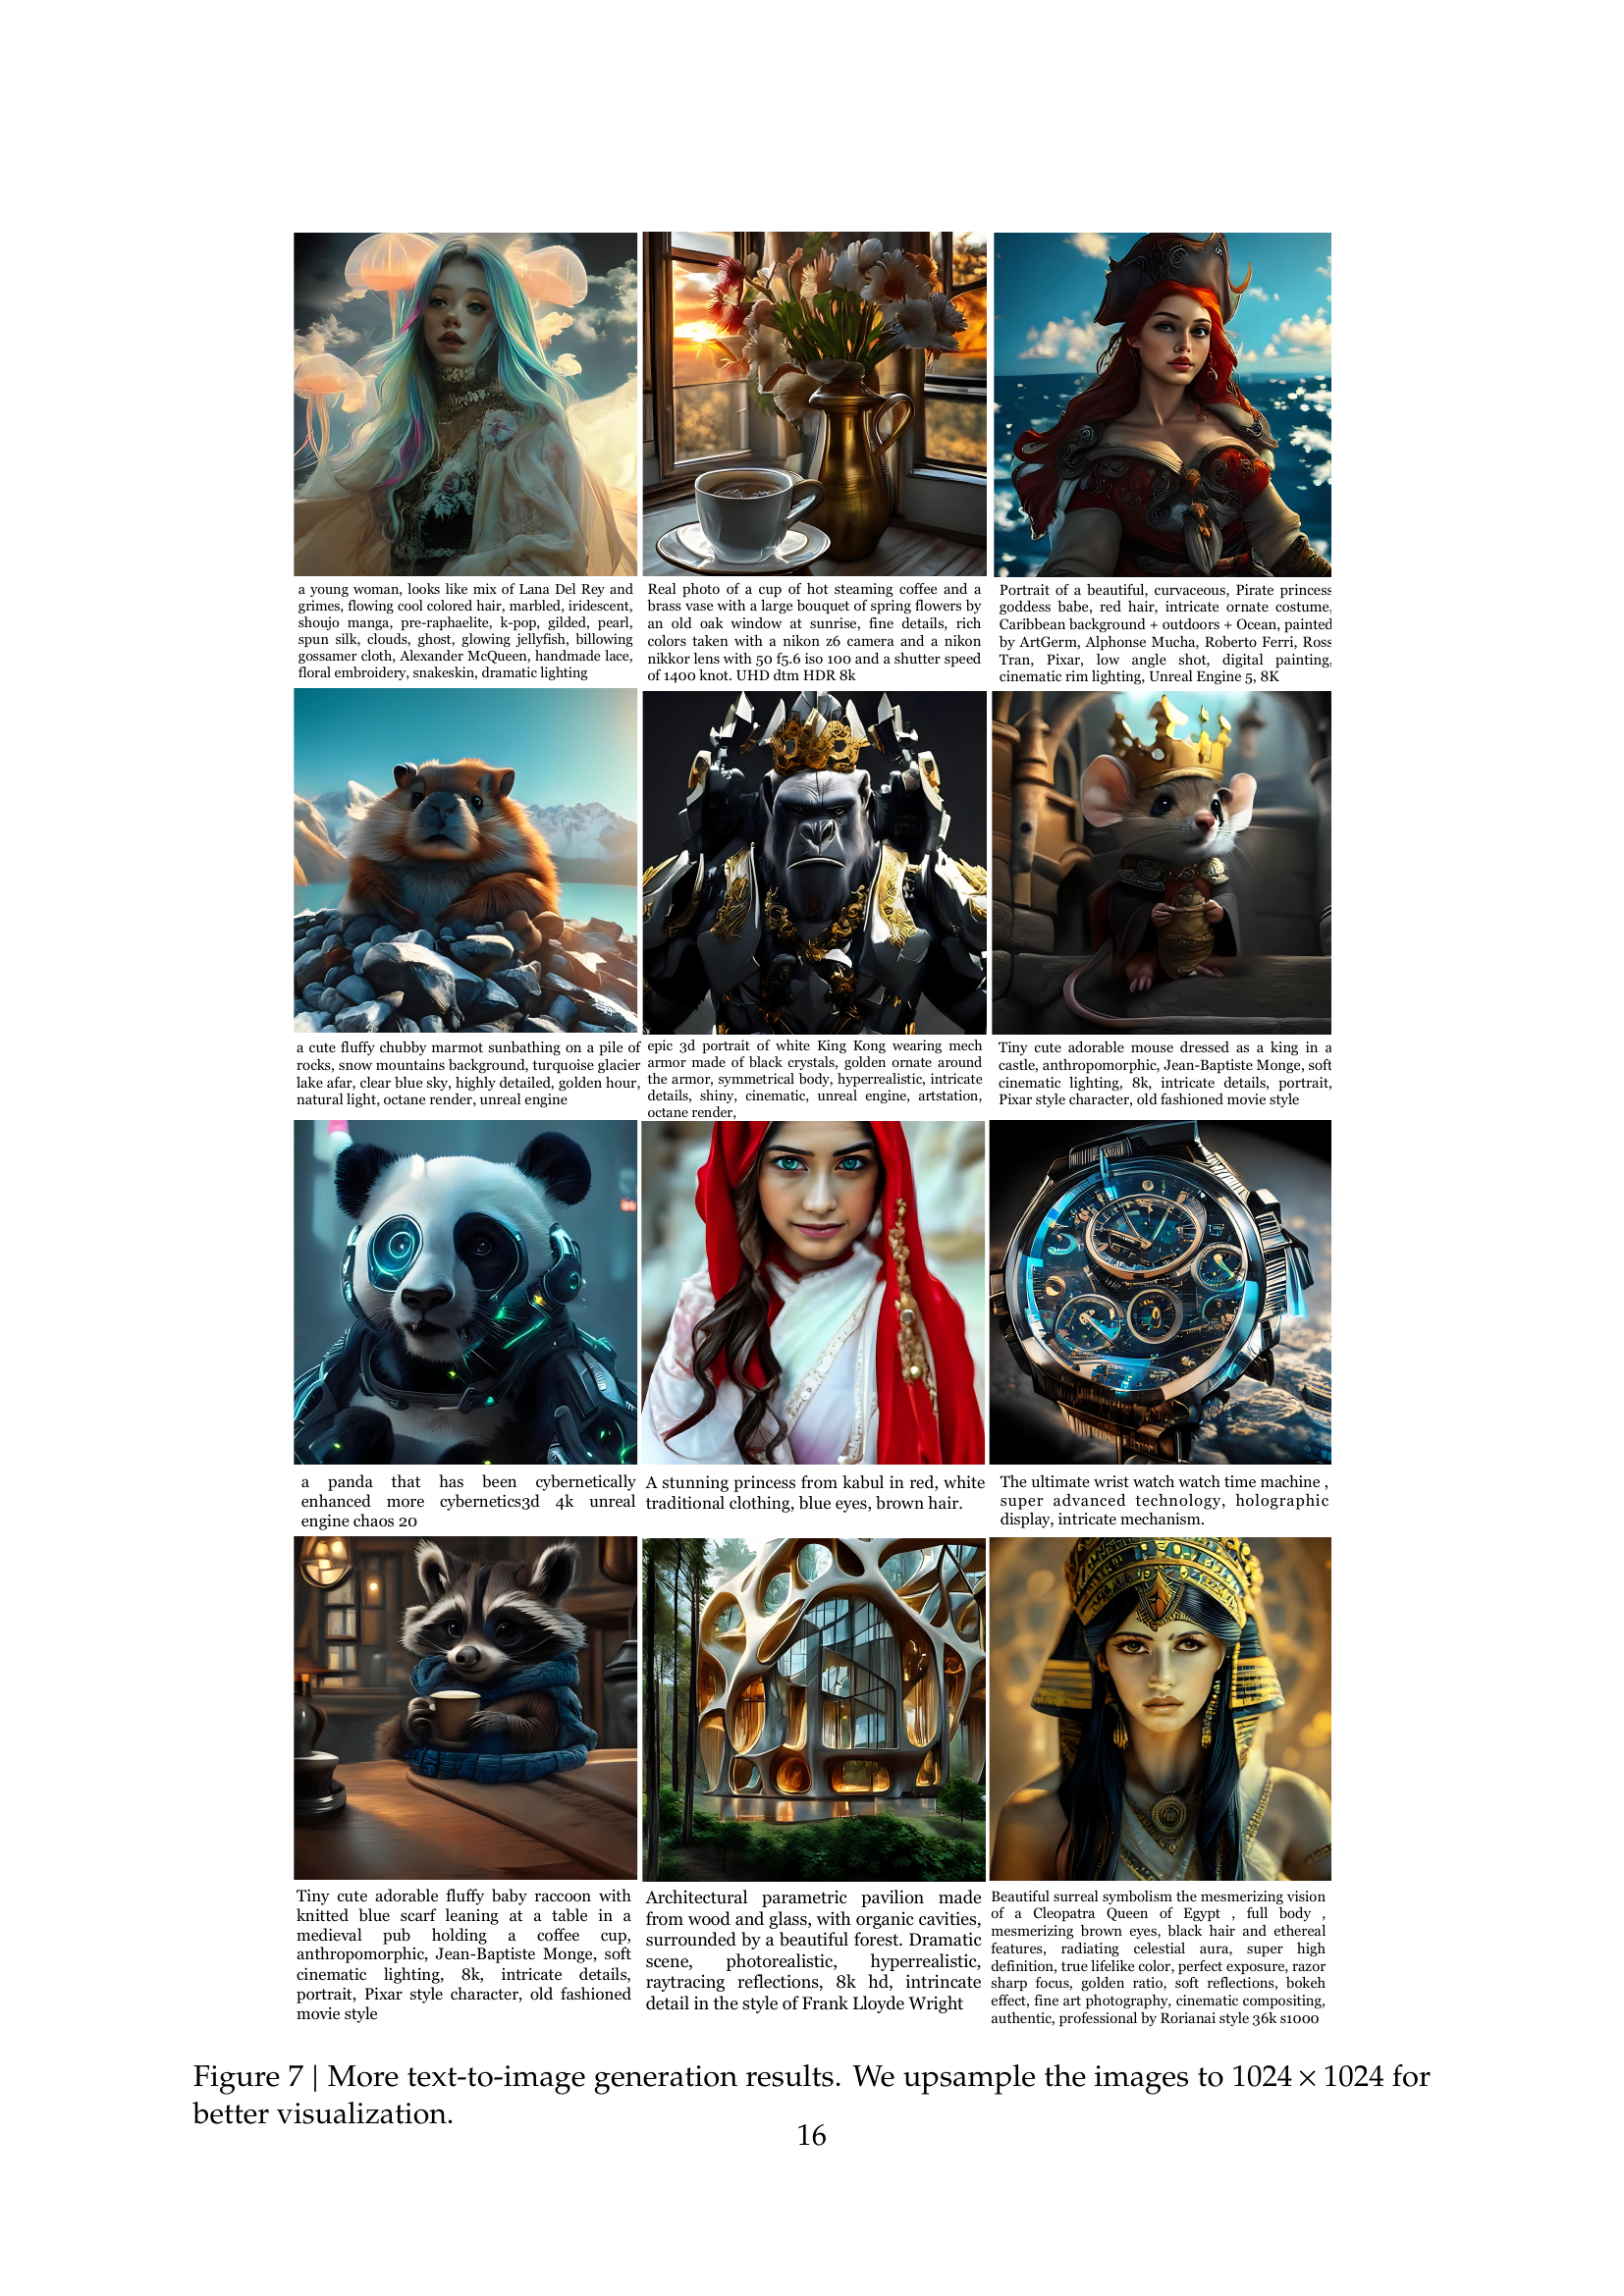 a young woman, looks like mix of Lana Del Rey and
grimes, flowing cool colored hair, marbled, iridescent,
shoujo manga, pre-raphaelite, k-pop, gilded, pearl,
spun silk, clouds, ghost, glowing jellyfish, billowing
gossamer cloth, Alexander McQueen, handmade lace,
floral embroidery, snakeskin, dramatic lighting
Real photo of a cup of hot steaming coffee and a
brass vase with a large bouquet of spring flowers by
an old oak window at sunrise, fine details, rich
colors taken with a nikon z6 camera and a nikon
nikkor lens with 50 f5.6 iso 100 and a shutter speed
of 1400 knot. UHD dtm HDR 8k
Portrait of a beautiful, curvaceous, Pirate princess
goddess babe, red hair, intricate ornate costume,
Caribbean background + outdoors + Ocean, painted
by ArtGerm, Alphonse Mucha, Roberto Ferri, Ross
Tran, Pixar, low angle shot, digital painting,
cinematic rim lighting, Unreal Engine 5, 8K
a cute fluffy chubby marmot sunbathing on a pile of
rocks, snow mountains background, turquoise glacier
lake afar, clear blue sky, highly detailed, golden hour,
natural light, octane render, unreal engine
epic 3d portrait of white King Kong wearing mech
armor made of black crystals, golden ornate around
the armor, symmetrical body, hyperrealistic, intricate
details, shiny, cinematic, unreal engine, artstation,
octane render,
Tiny cute adorable mouse dressed as a king in a
castle, anthropomorphic, Jean-Baptiste Monge, soft
cinematic lighting, 8k, intricate details, portrait,
Pixar style character, old fashioned movie style
a panda that has been cybernetically
enhanced more cybernetics3d 4k unreal
engine chaos 20
A stunning princess from kabul in red, white
traditional clothing, blue eyes, brown hair.
The ultimate wrist watch watch time machine ,
super advanced technology, holographic
display, intricate mechanism.
Tiny cute adorable fluffy baby raccoon with
knitted blue scarf leaning at a table in a
medieval pub holding a coffee cup,
anthropomorphic, Jean-Baptiste Monge, soft
cinematic lighting, 8k, intricate details,
portrait, Pixar style character, old fashioned
movie style
Architectural parametric pavilion made
from wood and glass, with organic cavities,
surrounded by a beautiful forest. Dramatic
scene, photorealistic, hyperrealistic,
raytracing reflections, 8k hd, intrincate
detail in the style of Frank Lloyde Wright
Beautiful surreal symbolism the mesmerizing vision
of a Cleopatra Queen of Egypt , full body ,
mesmerizing brown eyes, black hair and ethereal
features, radiating celestial aura, super high
definition, true lifelike color, perfect exposure, razor
sharp focus, golden ratio, soft reflections, bokeh
effect, fine art photography, cinematic compositing,
authentic, professional by Rorianai style 36k s1000
Figure 7 | More text-to-image generation results. We upsample the images to 1024 × 1024 for
better visualization.
16